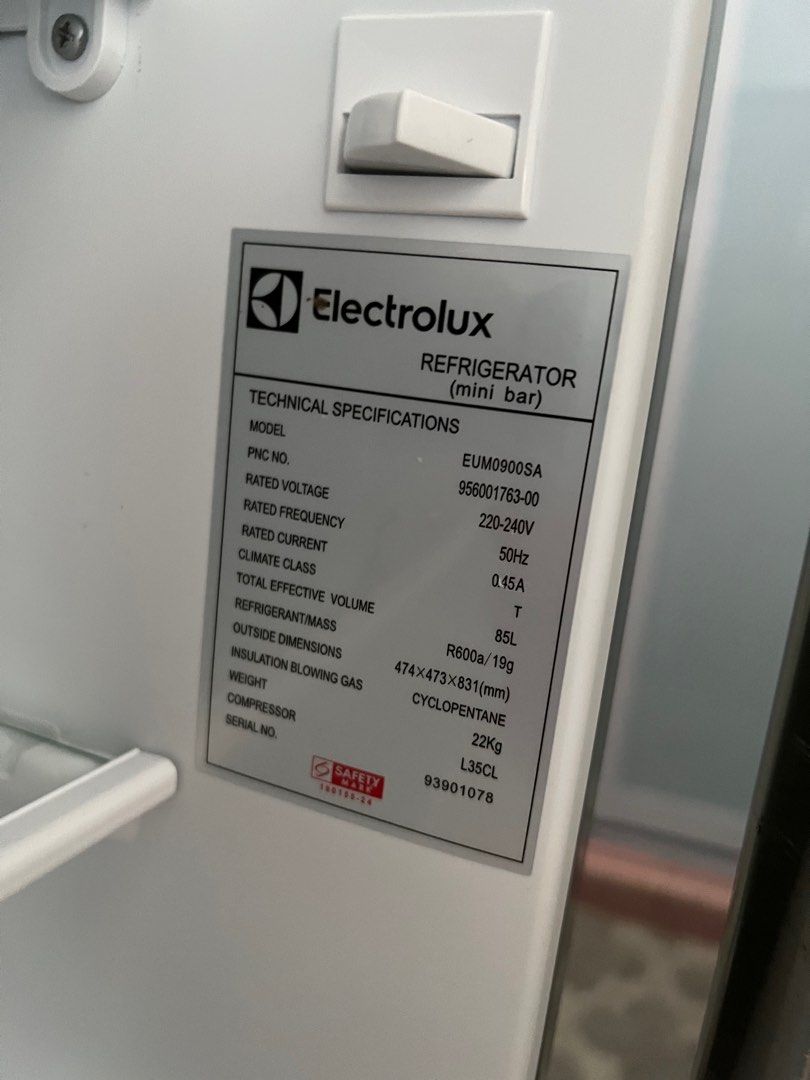 Electrolux
REFRIGERATOR
(mini bar)
TECHNICAL SPECIFICATIONS
MODEL EUM0900SA
PNC NO. 956001763-00
RATED VOLTAGE 220-240V
RATED FREQUENCY 50Hz
RATED CURRENT 0.45A
CLIMATE CLASS T
TOTAL EFFECTIVE VOLUME 85L
REFRIGERANT/MASS R600a/19g
OUTSIDE DIMENSIONS 474×473×831(mm)
INSULATION BLOWING GAS CYCLOPENTANE
WEIGHT 22Kg
COMPRESSOR L35CL
SERIAL NO. 93901078
SAFETY
MARK